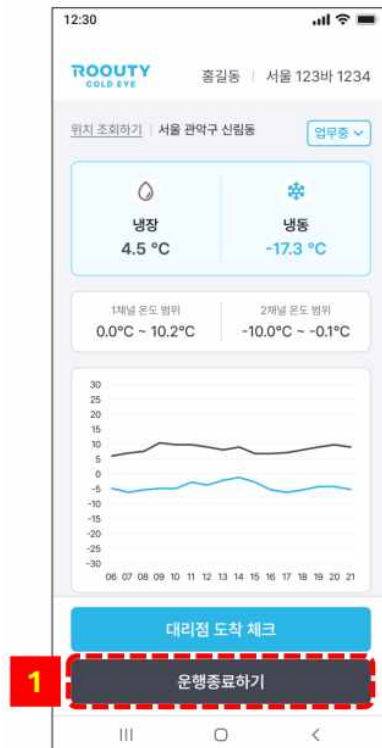 12:30
ROOUTY
COLD EYE
홍길동 | 서울 123바 1234
위치 조회하기 | 서울 관악구 신림동
업무중
냉장
4.5 °C
냉동
-17.3 °C
1채널 온도 범위
0.0°C ~ 10.2°C
2채널 온도 범위
-10.0°C ~ -0.1°C
30
25
20
15
10
5
0
-5
-10
-15
-20
-25
-30
06 07 08 09 10 11 12 13 14 15 16 17 18 19 20 21
대리점 도착 체크
1
운행종료하기